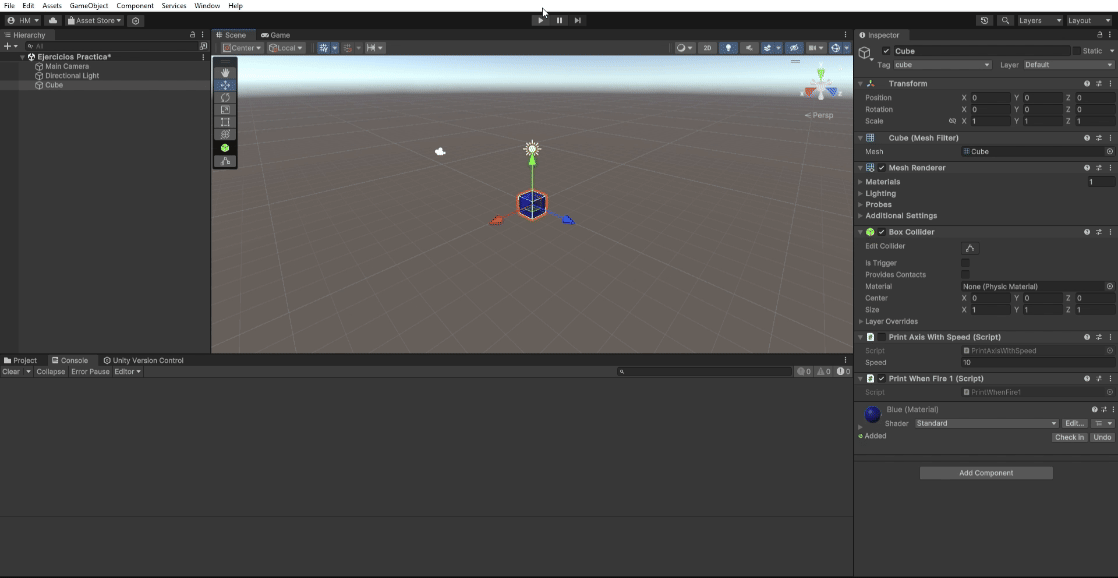 File Edit Assets GameObject Component Services Window Help
HM Asset Store Layers Layout
Hierarchy Scene Game Inspector
All Center Local 2D Cube Static
Ejercicios Practica*
Main Camera
Directional Light
Cube
Tag cube Layer Default
Transform
Position X 0 Y 0 Z 0
Rotation X 0 Y 0 Z 0
Scale X 1 Y 1 Z 1
Persp
Cube (Mesh Filter)
Mesh Cube
Mesh Renderer
Materials 1
Lighting
Probes
Additional Settings
Box Collider
Edit Collider
Is Trigger
Provides Contacts
Material None (Physic Material)
Center X 0 Y 0 Z 0
Size X 1 Y 1 Z 1
Layer Overrides
Print Axis With Speed (Script)
Script PrintAxisWithSpeed
Speed 10
Print When Fire 1 (Script)
Script PrintWhenFire1
Blue (Material)
Shader Standard Edit...
Added Check In Undo
Add Component
Project Console Unity Version Control
Clear Collapse Error Pause Editor 0 0 0